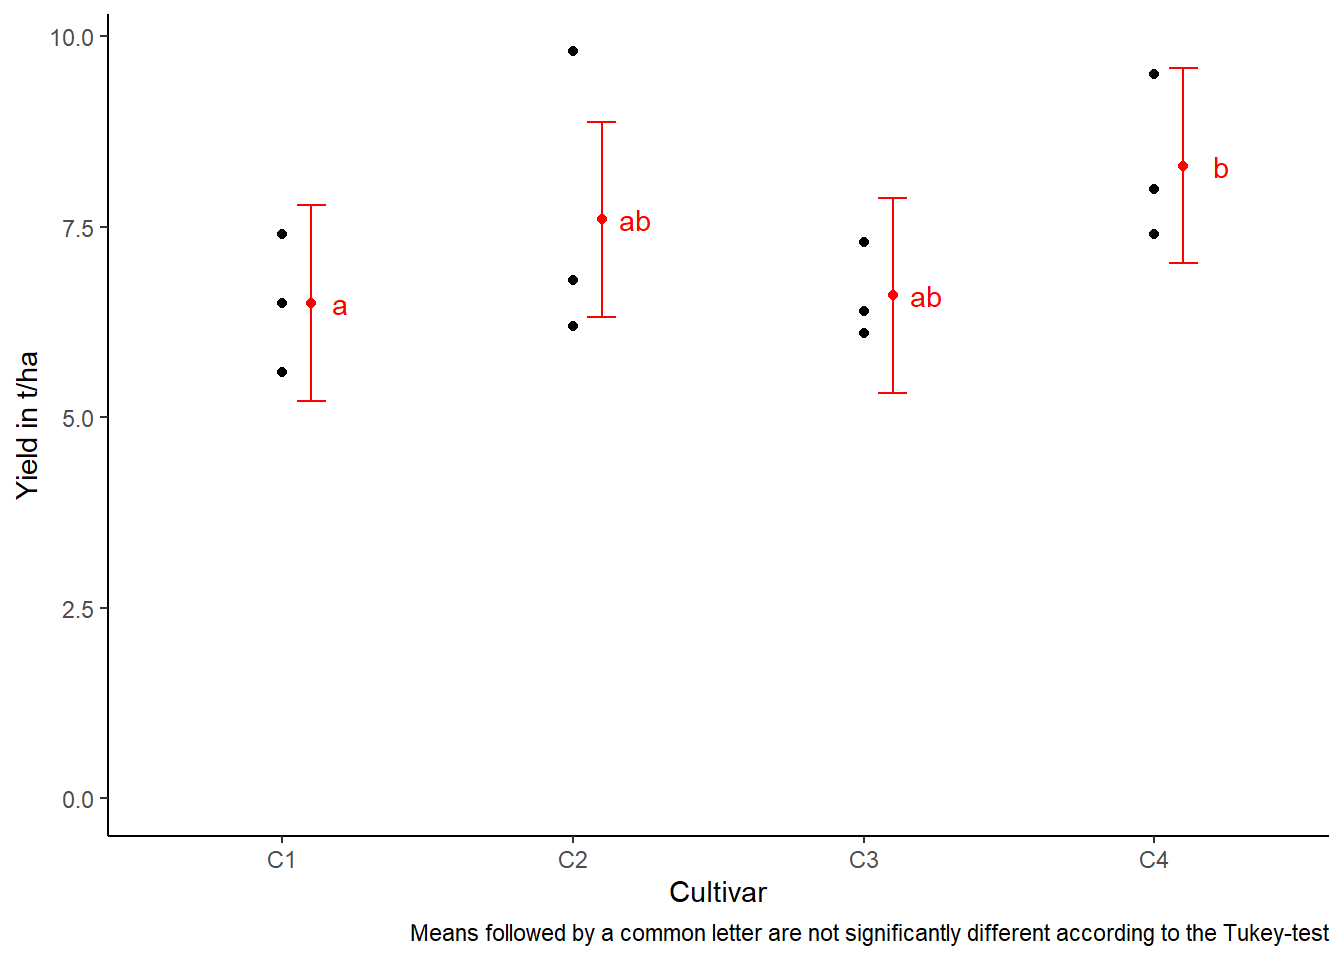 Yield in t/ha
10.0
7.5
5.0
2.5
0.0
a
ab
ab
b
C1 C2 C3 C4
Cultivar
Means followed by a common letter are not significantly different according to the Tukey-test